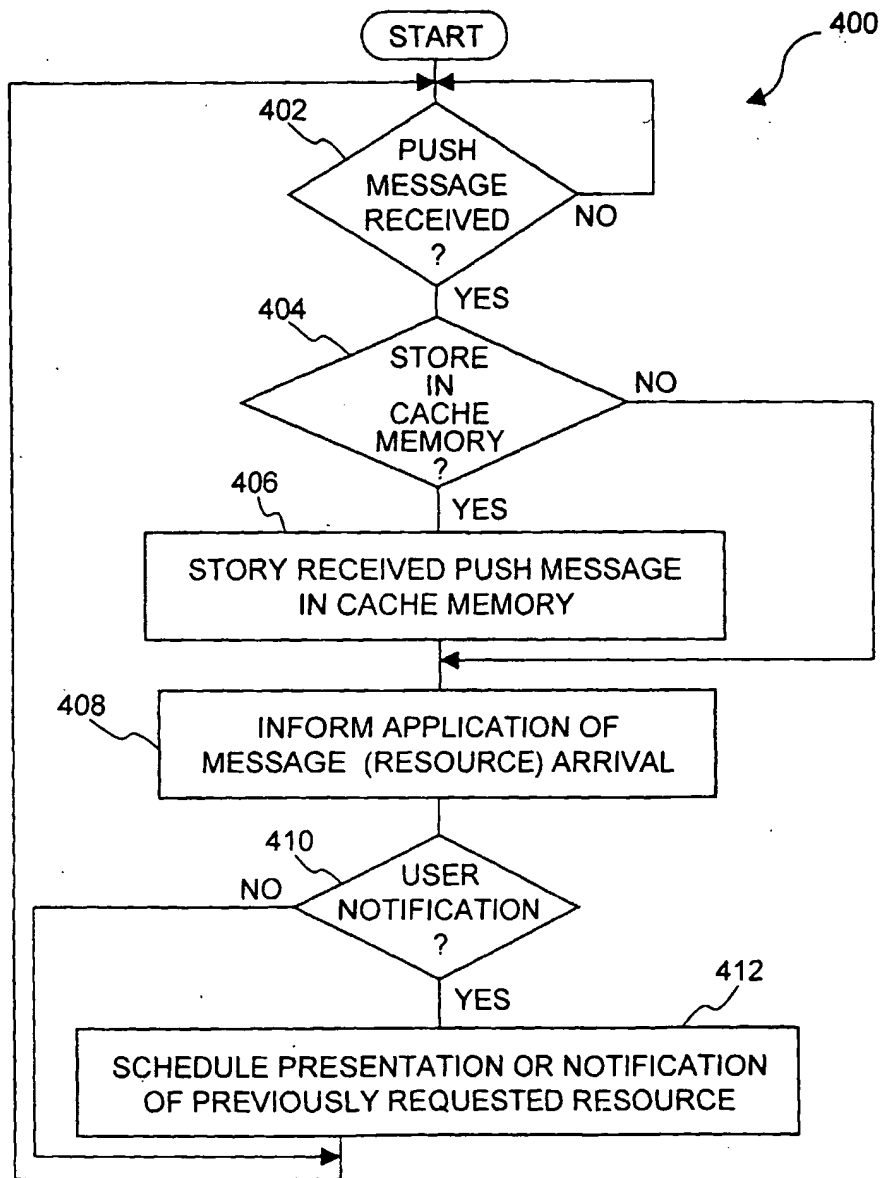 START
400
402
PUSH
MESSAGE
RECEIVED
?
NO
YES
404
STORE
IN
CACHE
MEMORY
?
NO
YES
406
STORY RECEIVED PUSH MESSAGE
IN CACHE MEMORY
408
INFORM APPLICATION OF
MESSAGE (RESOURCE) ARRIVAL
410
USER
NOTIFICATION
?
NO
YES
412
SCHEDULE PRESENTATION OR NOTIFICATION
OF PREVIOUSLY REQUESTED RESOURCE